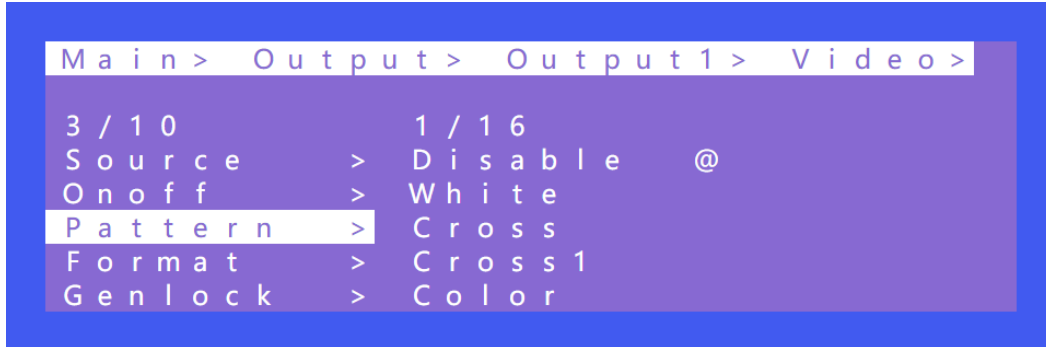 Main> Output> Output1> Video>
3/10 1/16
Source > Disable @
Onoff > White
Pattern > Cross
Format > Cross1
Genlock > Color